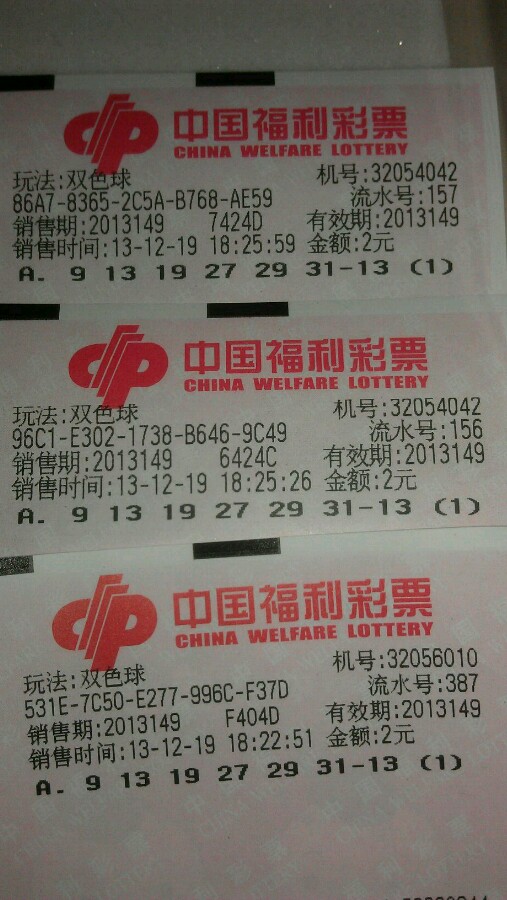 中国福利彩票
CHINA WELFARE LOTTERY
玩法:双色球 机号:32054042
86A7-8365-2C5A-B768-AE59 流水号:157
销售期:2013149 7424D 有效期:2013149
销售时间:13-12-19 18:25:59 金额:2元
A. 9 13 19 27 29 31-13 (1)
中国福利彩票
CHINA WELFARE LOTTERY
玩法:双色球 机号:32054042
96C1-E302-1738-B646-9C49 流水号:156
销售期:2013149 6424C 有效期:2013149
销售时间:13-12-19 18:25:26 金额:2元
A. 9 13 19 27 29 31-13 (1)
中国福利彩票
CHINA WELFARE LOTTERY
玩法:双色球 机号:32056010
531E-7C50-E277-996C-F37D 流水号:387
销售期:2013149 F404D 有效期:2013149
销售时间:13-12-19 18:22:51 金额:2元
A. 9 13 19 27 29 31-13 (1)